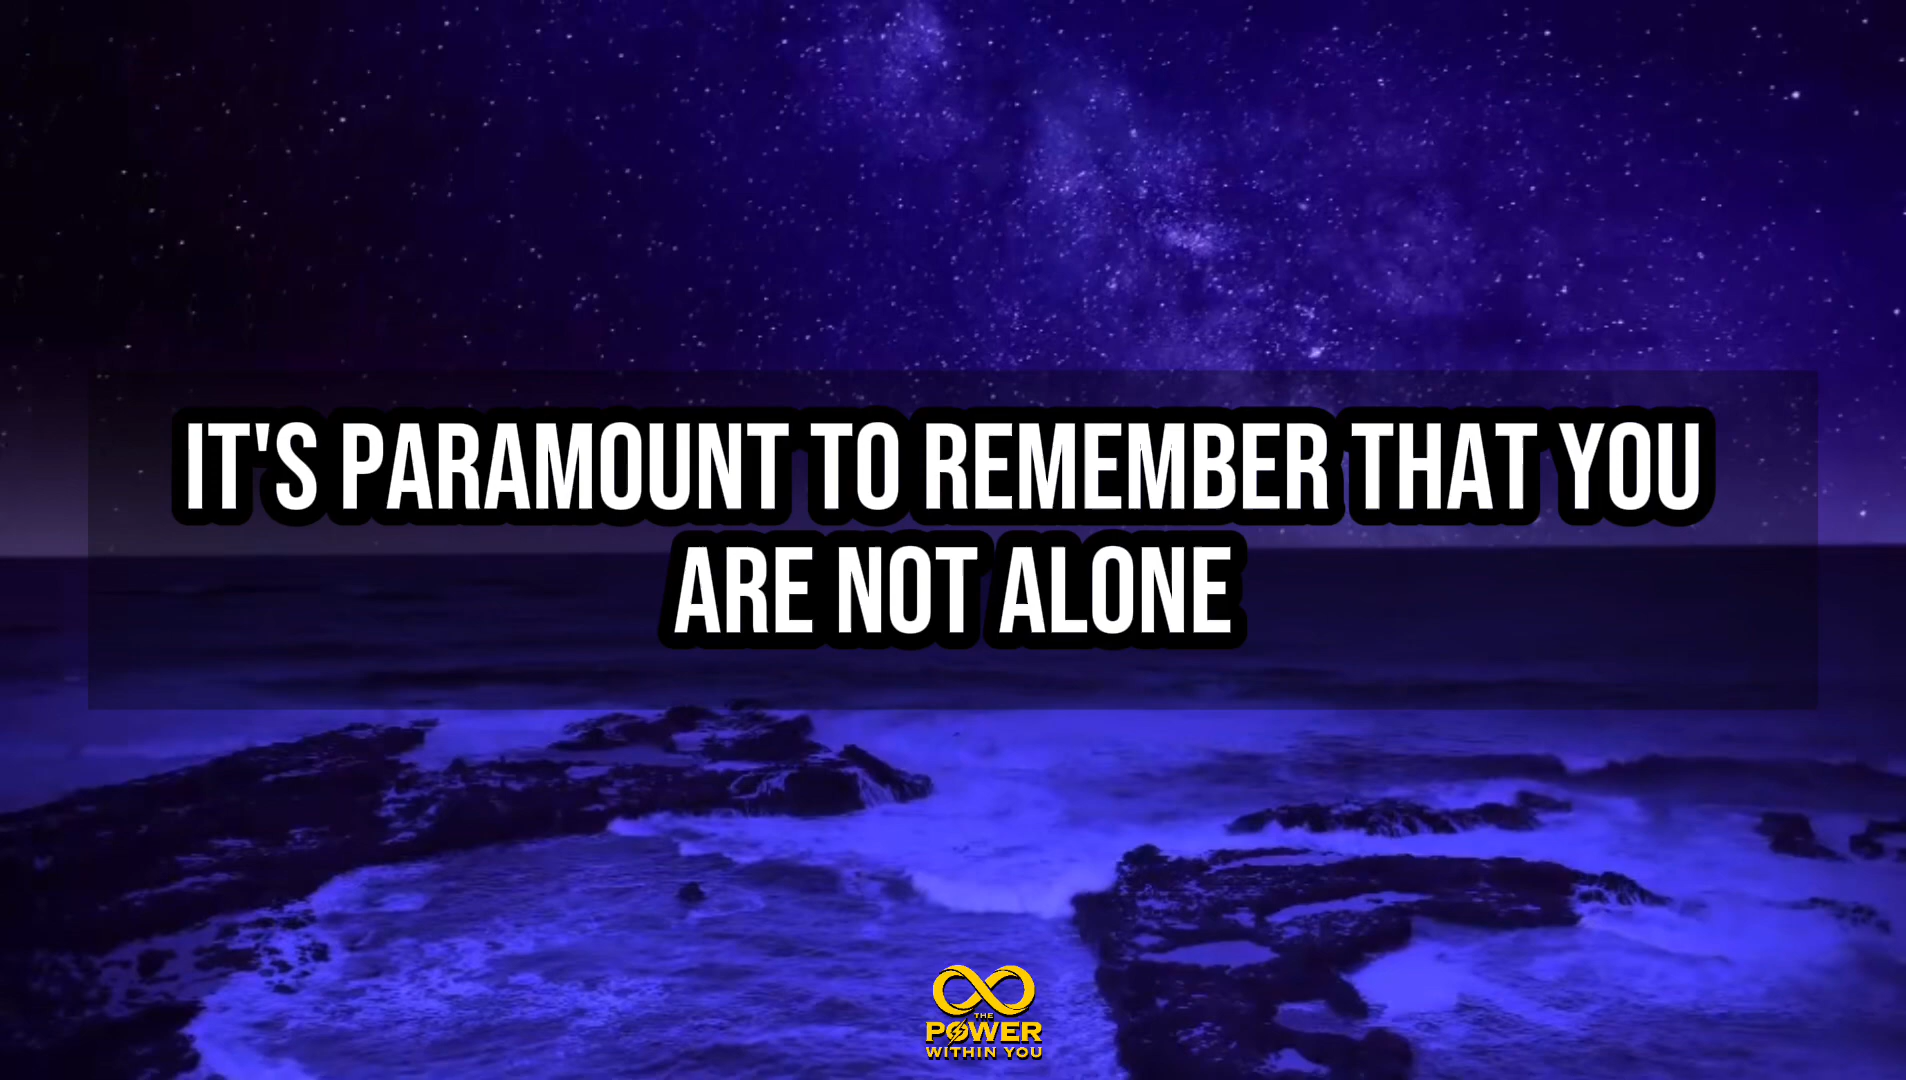 IT'S PARAMOUNT TO REMEMBER THAT YOU
ARE NOT ALONE
THE
POWER
WITHIN YOU